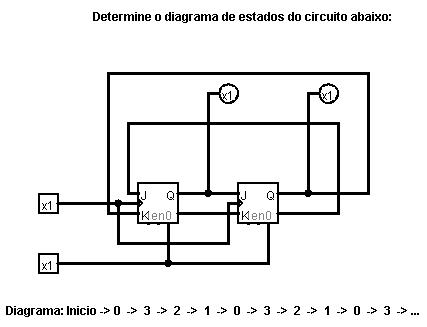 Determine o diagrama de estados do circuito abaixo:
x1 x1
J Q J Q
x1
K en0 K en0
x1
Diagrama: Inicio -> 0 -> 3 -> 2 -> 1 -> 0 -> 3 -> 2 -> 1 -> 0 -> 3 -> ...